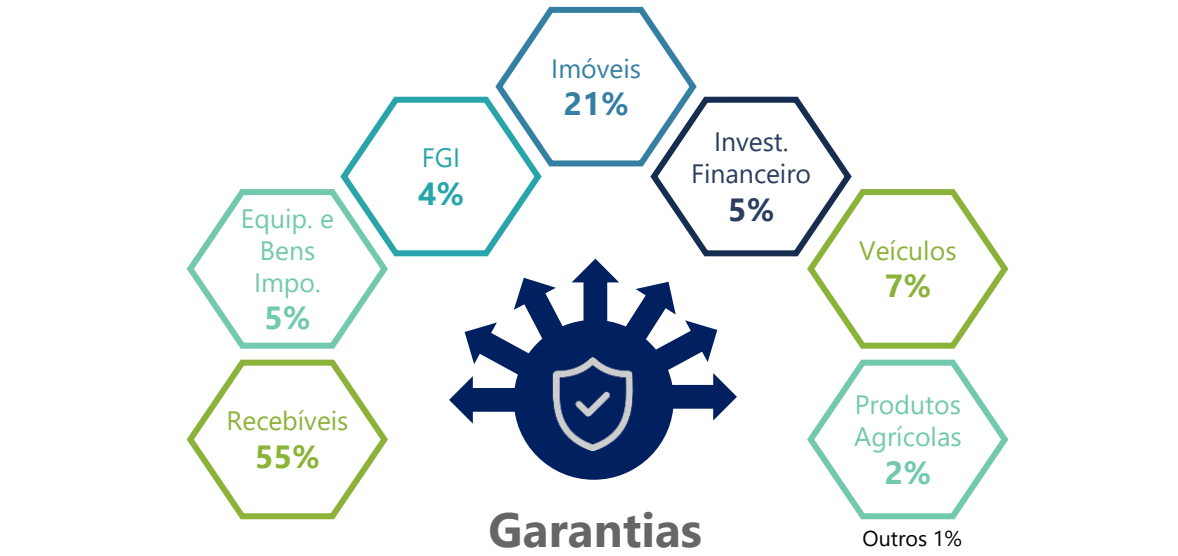 Imóveis
21%
FGI
4%
Invest.
Financeiro
5%
Equip. e
Bens
Impo.
5%
Veículos
7%
Recebíveis
55%
Produtos
Agrícolas
2%
Garantias
Outros 1%